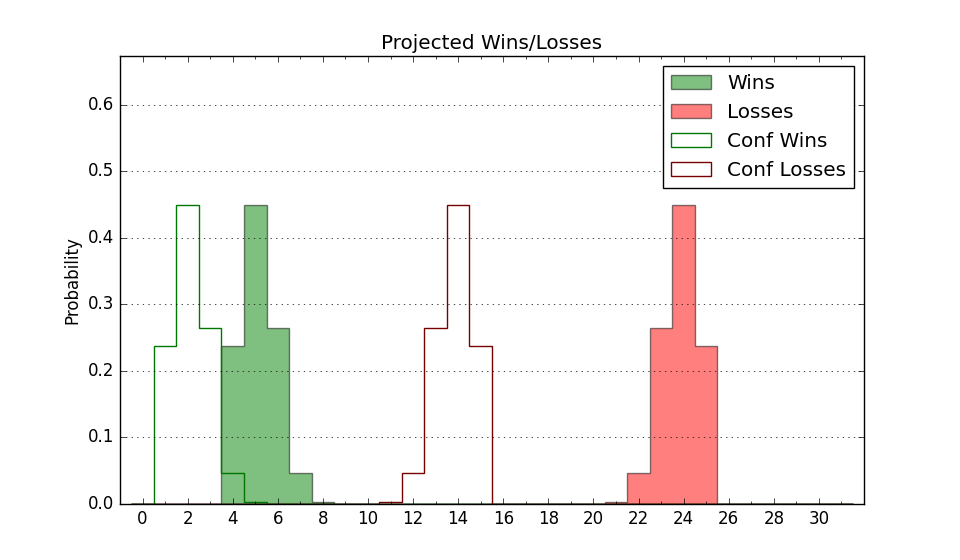 Projected Wins/Losses
Wins
Losses
Conf Wins
Conf Losses
Probability
0.6
0.5
0.4
0.3
0.2
0.1
0.0
0 2 4 6 8 10 12 14 16 18 20 22 24 26 28 30